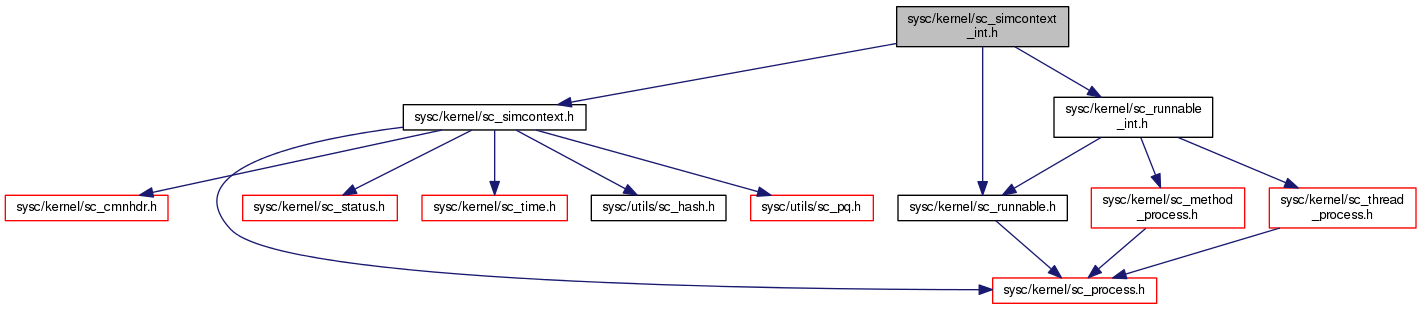 sysc/kernel/sc_simcontext
_int.h
sysc/kernel/sc_simcontext.h
sysc/kernel/sc_runnable
_int.h
sysc/kernel/sc_cmnhdr.h
sysc/kernel/sc_status.h
sysc/kernel/sc_time.h
sysc/utils/sc_hash.h
sysc/utils/sc_pq.h
sysc/kernel/sc_runnable.h
sysc/kernel/sc_method
_process.h
sysc/kernel/sc_thread
_process.h
sysc/kernel/sc_process.h